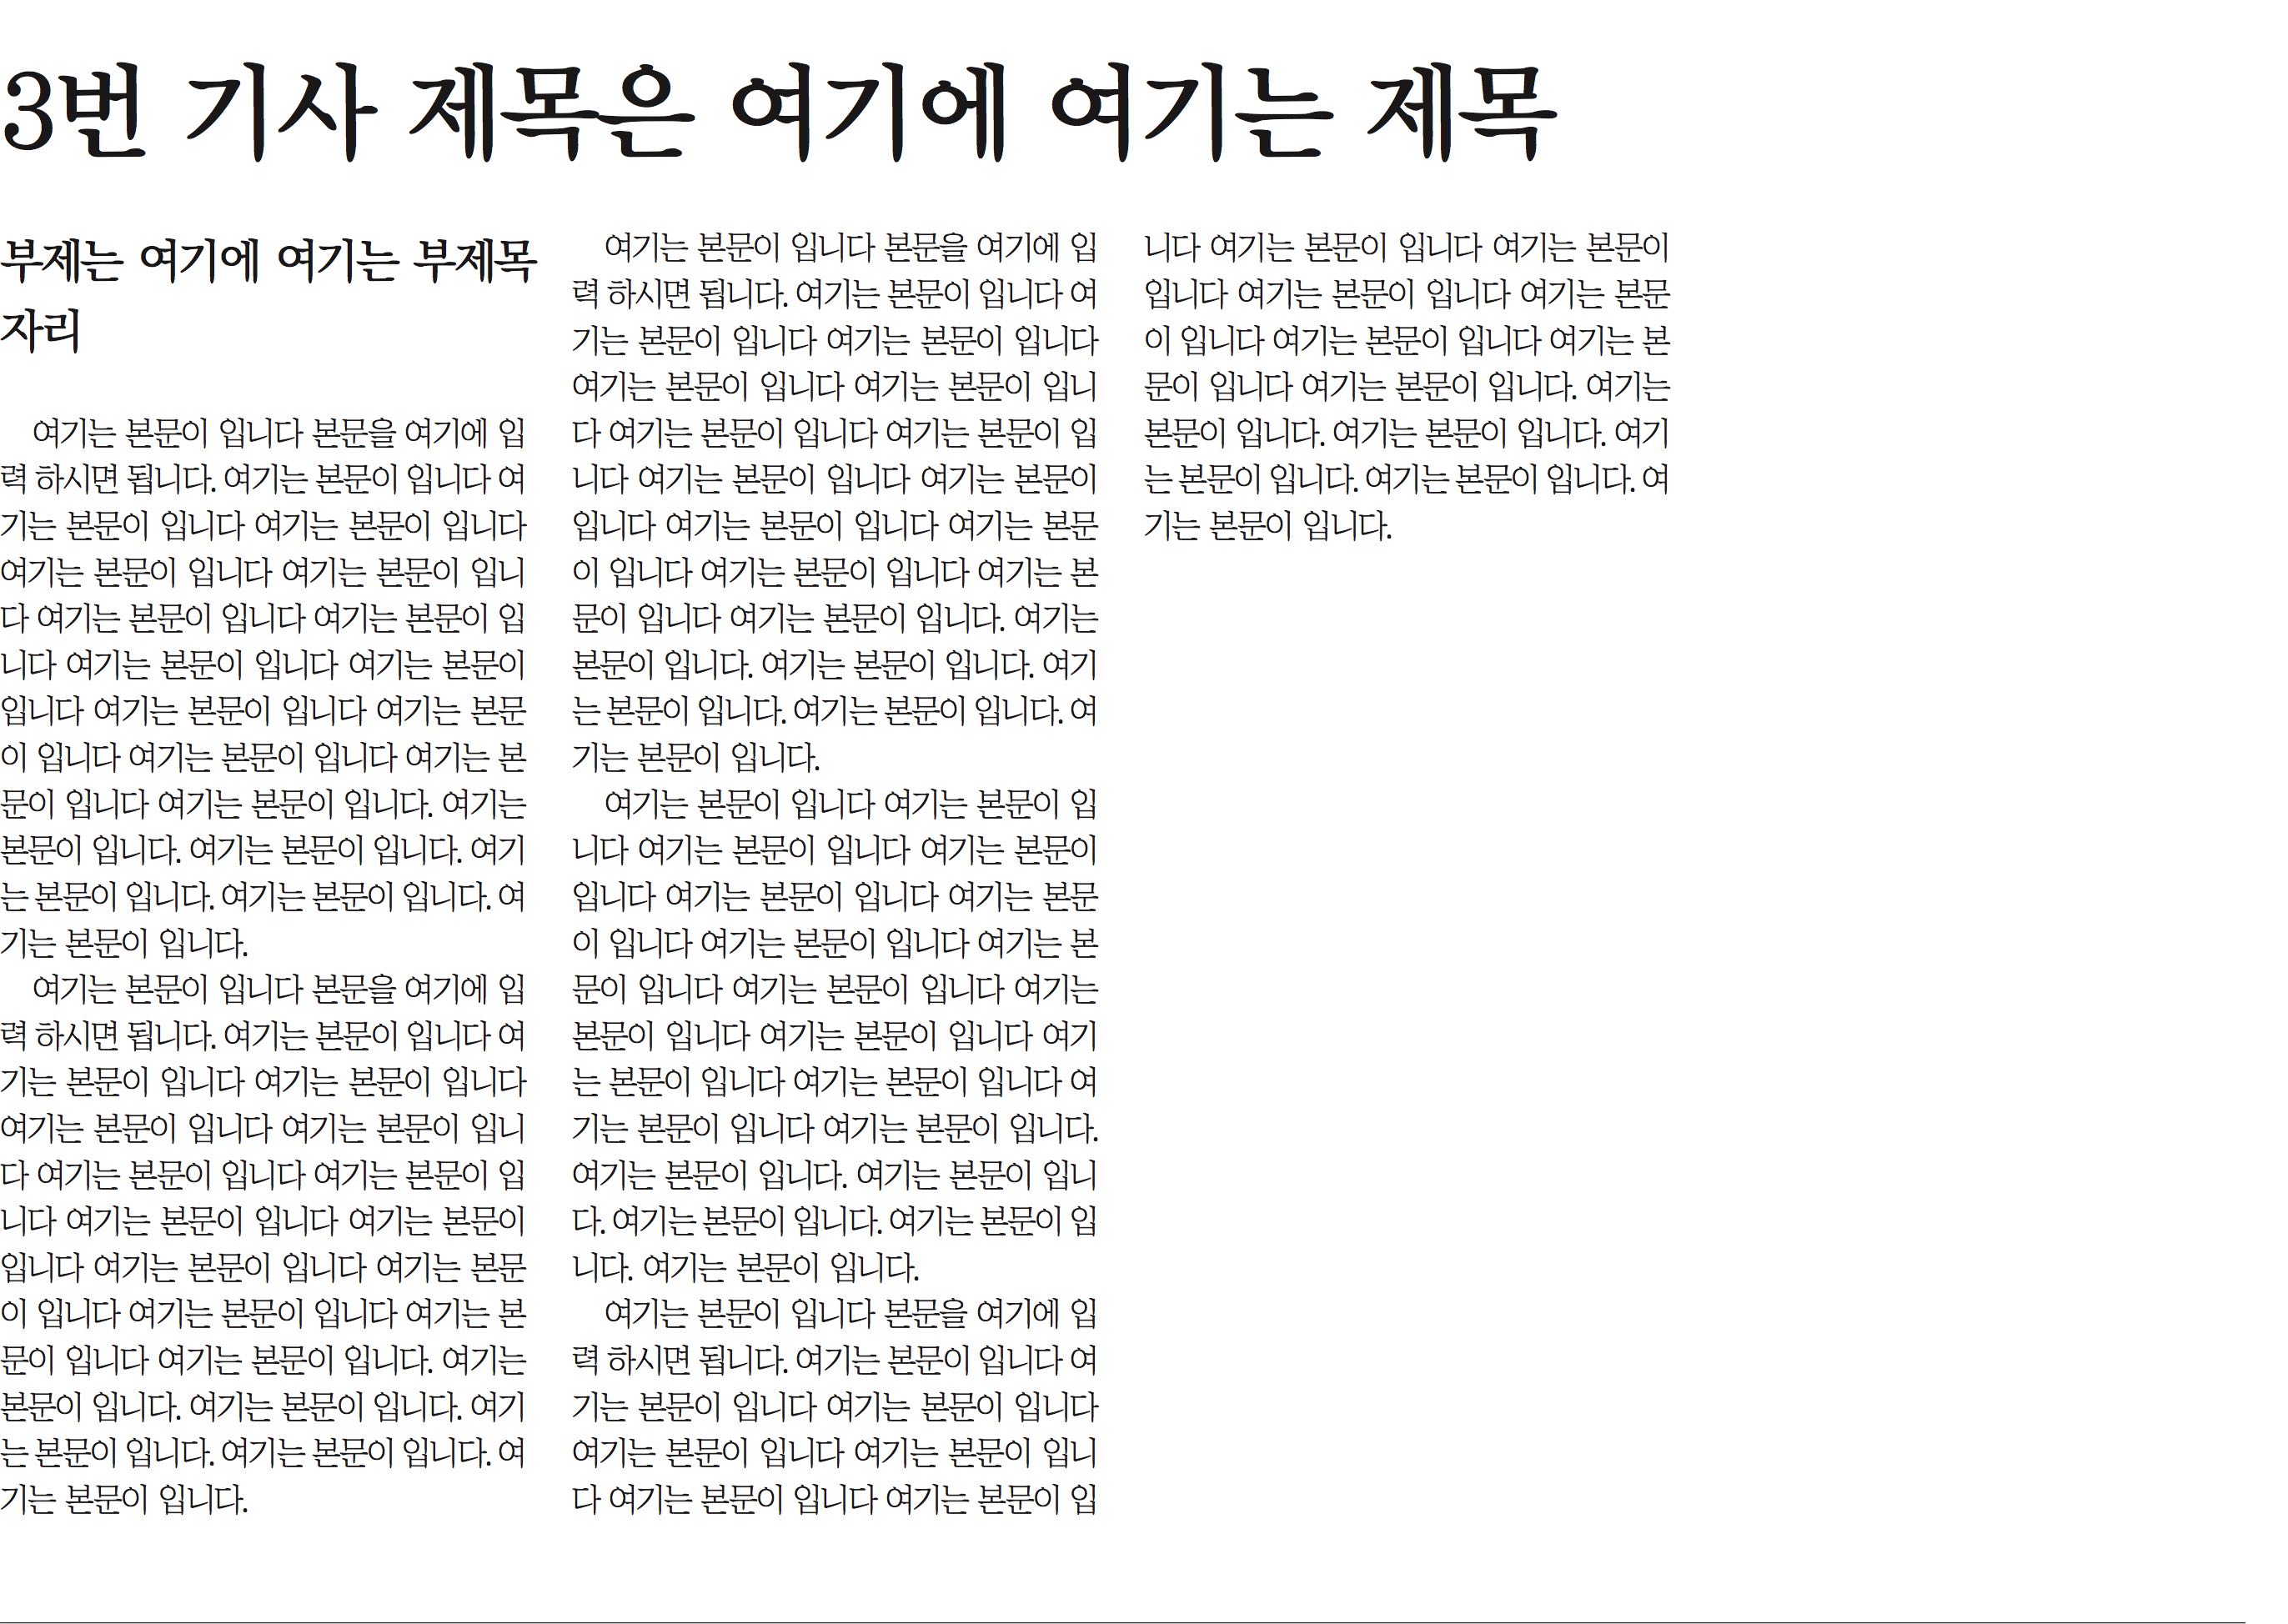 3번 기사 제목은 여기에 여기는 제목
부제는 여기에 여기는 부제목
자리
여기는 본문이 입니다 본문을 여기에 입
력 하시면 됩니다. 여기는 본문이 입니다 여
기는 본문이 입니다 여기는 본문이 입니다
여기는 본문이 입니다 여기는 본문이 입니
다 여기는 본문이 입니다 여기는 본문이 입
니다 여기는 본문이 입니다 여기는 본문이
입니다 여기는 본문이 입니다 여기는 본문
이 입니다 여기는 본문이 입니다 여기는 본
문이 입니다 여기는 본문이 입니다. 여기는
본문이 입니다. 여기는 본문이 입니다. 여기
는 본문이 입니다. 여기는 본문이 입니다. 여
기는 본문이 입니다.
여기는 본문이 입니다 본문을 여기에 입
력 하시면 됩니다. 여기는 본문이 입니다 여
기는 본문이 입니다 여기는 본문이 입니다
여기는 본문이 입니다 여기는 본문이 입니
다 여기는 본문이 입니다 여기는 본문이 입
니다 여기는 본문이 입니다 여기는 본문이
입니다 여기는 본문이 입니다 여기는 본문
이 입니다 여기는 본문이 입니다 여기는 본
문이 입니다 여기는 본문이 입니다. 여기는
본문이 입니다. 여기는 본문이 입니다. 여기
는 본문이 입니다. 여기는 본문이 입니다. 여
기는 본문이 입니다.
여기는 본문이 입니다 본문을 여기에 입
력 하시면 됩니다. 여기는 본문이 입니다 여
기는 본문이 입니다 여기는 본문이 입니다
여기는 본문이 입니다 여기는 본문이 입니
다 여기는 본문이 입니다 여기는 본문이 입
니다 여기는 본문이 입니다 여기는 본문이
입니다 여기는 본문이 입니다 여기는 본문
이 입니다 여기는 본문이 입니다 여기는 본
문이 입니다 여기는 본문이 입니다. 여기는
본문이 입니다. 여기는 본문이 입니다. 여기
는 본문이 입니다. 여기는 본문이 입니다. 여
기는 본문이 입니다.
여기는 본문이 입니다 여기는 본문이 입
니다 여기는 본문이 입니다 여기는 본문이
입니다 여기는 본문이 입니다 여기는 본문
이 입니다 여기는 본문이 입니다 여기는 본
문이 입니다 여기는 본문이 입니다 여기는
본문이 입니다 여기는 본문이 입니다 여기
는 본문이 입니다 여기는 본문이 입니다 여
기는 본문이 입니다 여기는 본문이 입니다.
여기는 본문이 입니다. 여기는 본문이 입니
다. 여기는 본문이 입니다. 여기는 본문이 입
니다. 여기는 본문이 입니다.
여기는 본문이 입니다 본문을 여기에 입
력 하시면 됩니다. 여기는 본문이 입니다 여
기는 본문이 입니다 여기는 본문이 입니다
여기는 본문이 입니다 여기는 본문이 입니
다 여기는 본문이 입니다 여기는 본문이 입
니다 여기는 본문이 입니다 여기는 본문이
입니다 여기는 본문이 입니다 여기는 본문
이 입니다 여기는 본문이 입니다 여기는 본
문이 입니다 여기는 본문이 입니다. 여기는
본문이 입니다. 여기는 본문이 입니다. 여기
는 본문이 입니다. 여기는 본문이 입니다. 여
기는 본문이 입니다.